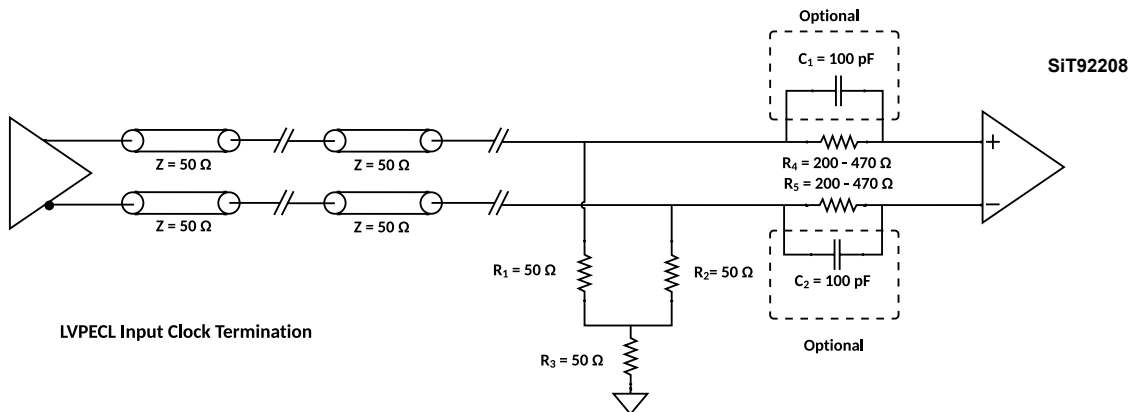 Optional
C₁ = 100 pF
SiT92208
Z = 50 Ω
Z = 50 Ω
R₄ = 200 - 470 Ω
R₅ = 200 - 470 Ω
Z = 50 Ω
Z = 50 Ω
R₁ = 50 Ω
R₂= 50 Ω
C₂ = 100 pF
LVPECL Input Clock Termination
Optional
R₃ = 50 Ω
+
−